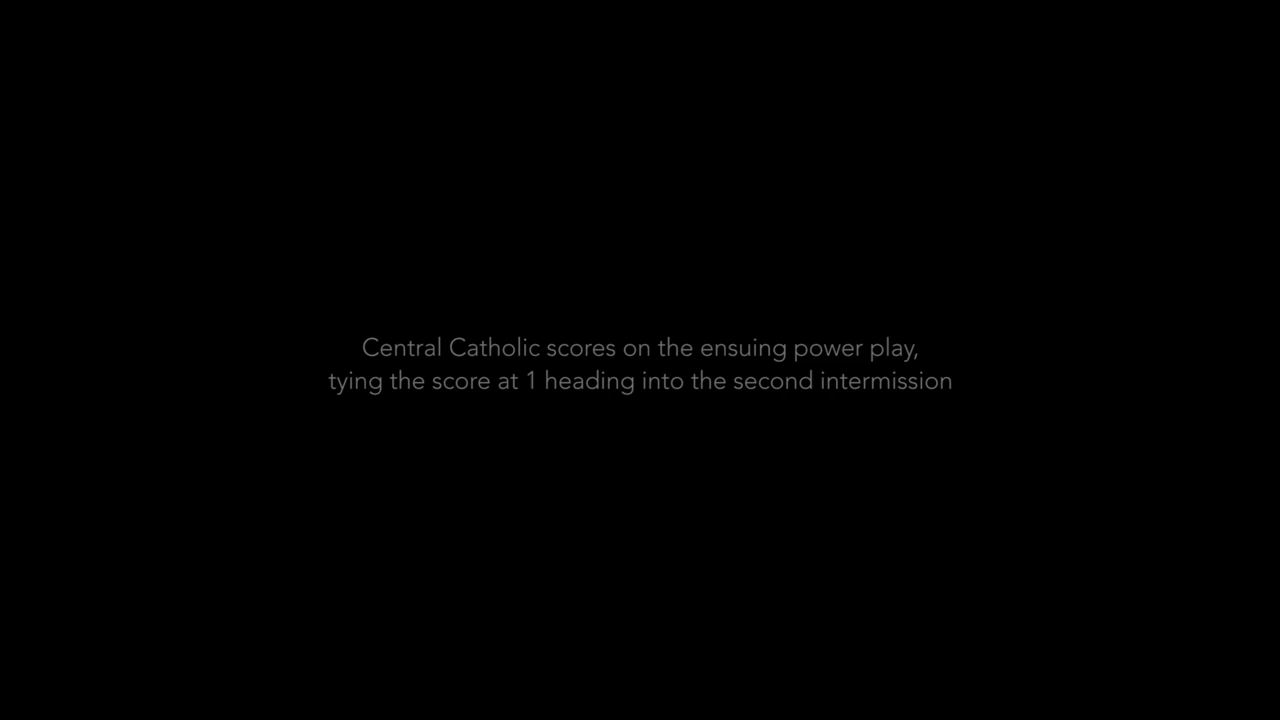 Central Catholic scores on the ensuing power play,
tying the score at 1 heading into the second intermission